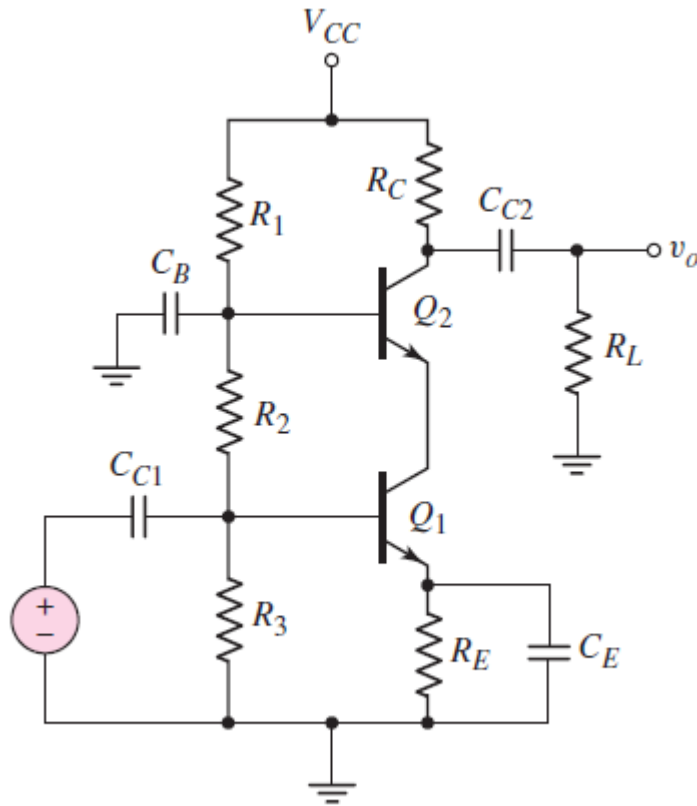 V_CC
R_1
R_C
C_C2
C_B
Q_2
v_o
R_2
R_L
C_C1
Q_1
+
−
R_3
R_E
C_E